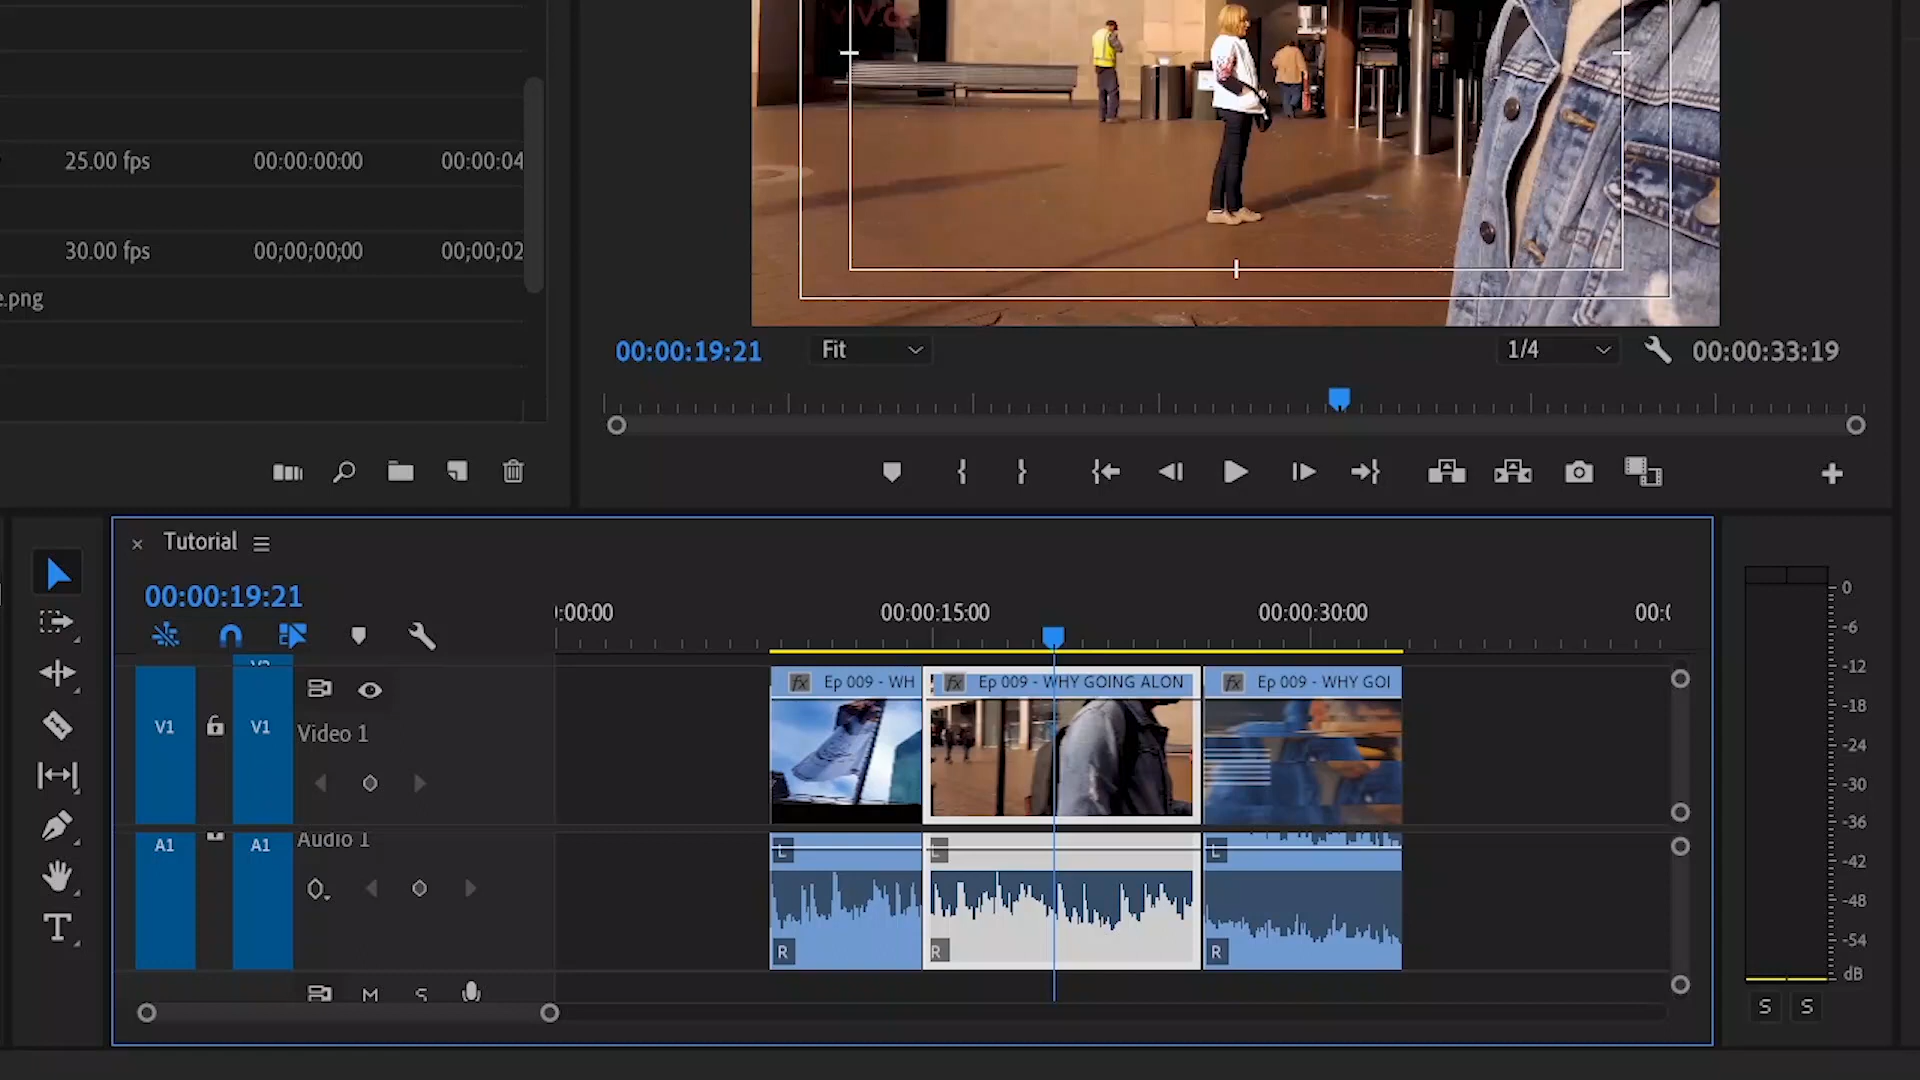 25.00 fps 00:00:00:00 00:00:04
30.00 fps 00;00;00;00 00;00;02
e.png
00:00:19:21 Fit 1/4 00:00:33:19
× Tutorial
00:00:19:21
:00:00 00:00:15:00 00:00:30:00 00:0
fx Ep 009 - WH fx Ep 009 - WHY GOING ALON fx Ep 009 - WHY GOI
V1 V1 Video 1
A1 A1 Audio 1
L L L
R R R
M S
T
0
-6
-12
-18
-24
-30
-36
-42
-48
-54
dB
S S